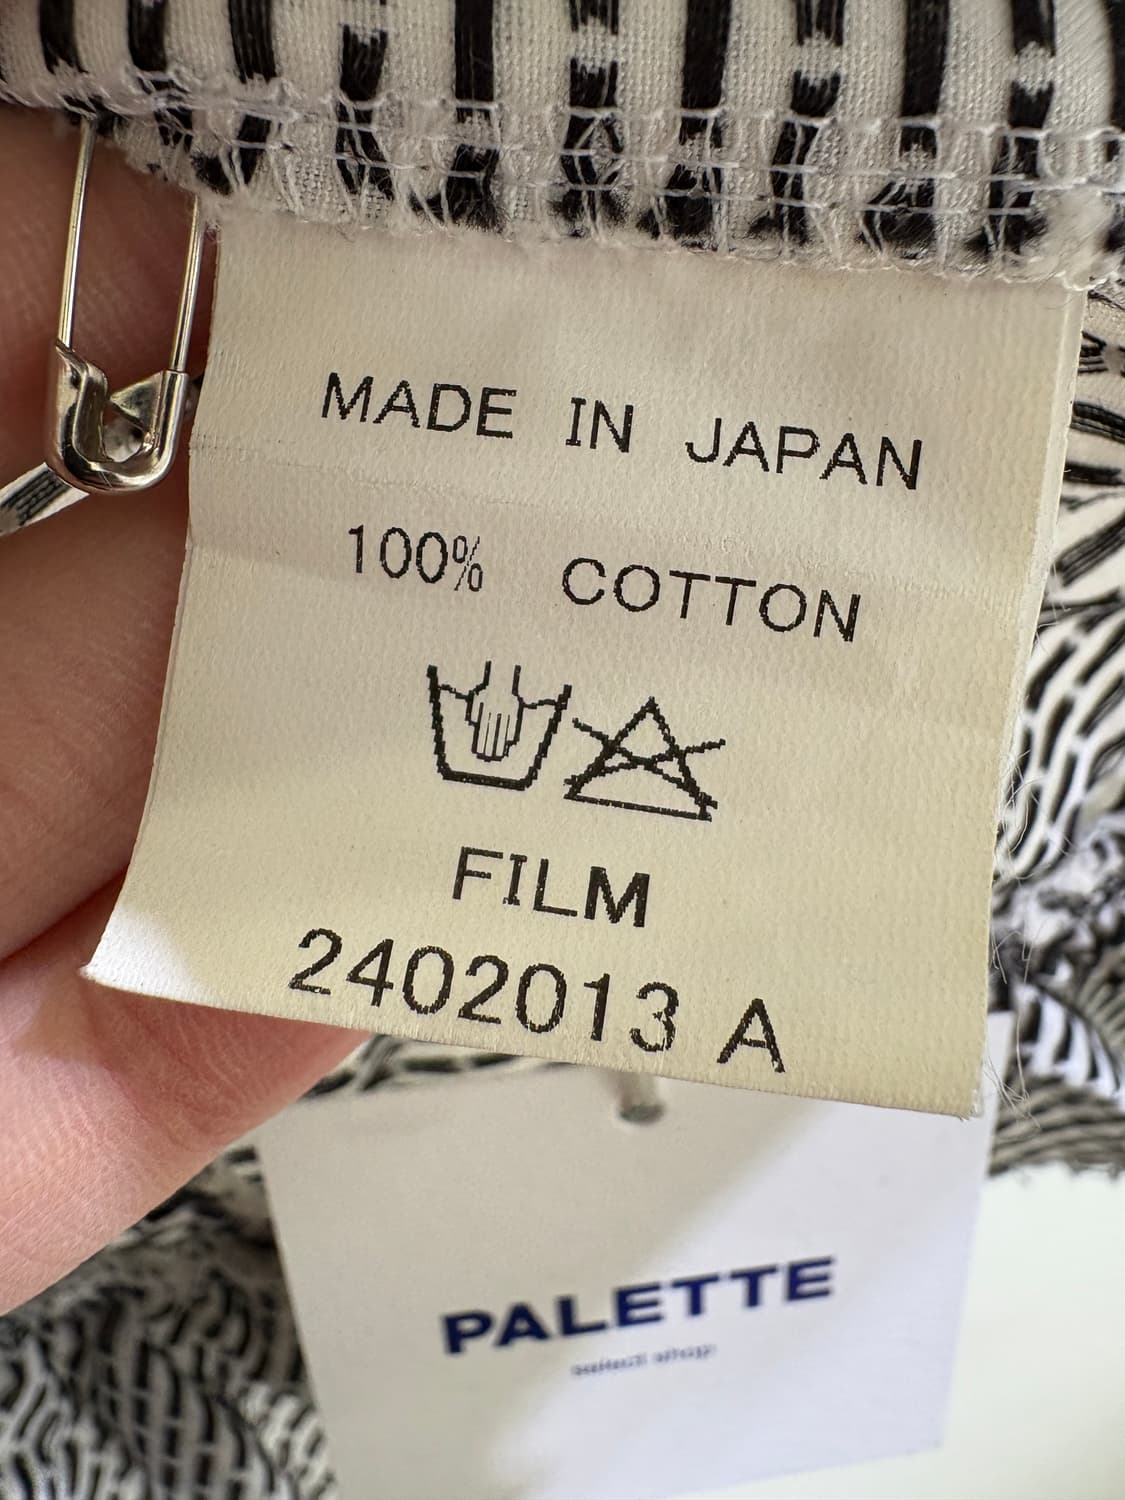 MADE IN JAPAN
100% COTTON
FILM
2402013 A
PALETTE
select shop